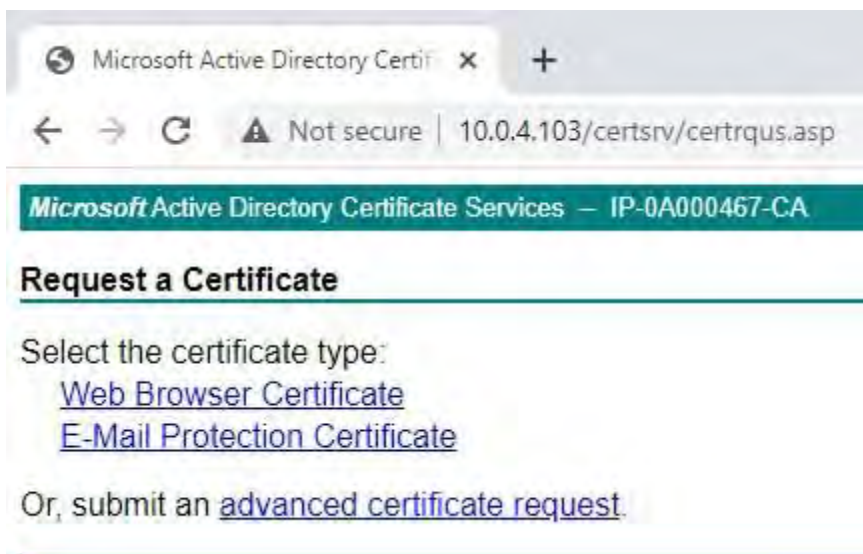 Microsoft Active Directory Certif
Not secure | 10.0.4.103/certsrv/certrqus.asp
Microsoft Active Directory Certificate Services – IP-0A000467-CA
Request a Certificate
Select the certificate type:
Web Browser Certificate
E-Mail Protection Certificate
Or, submit an advanced certificate request.